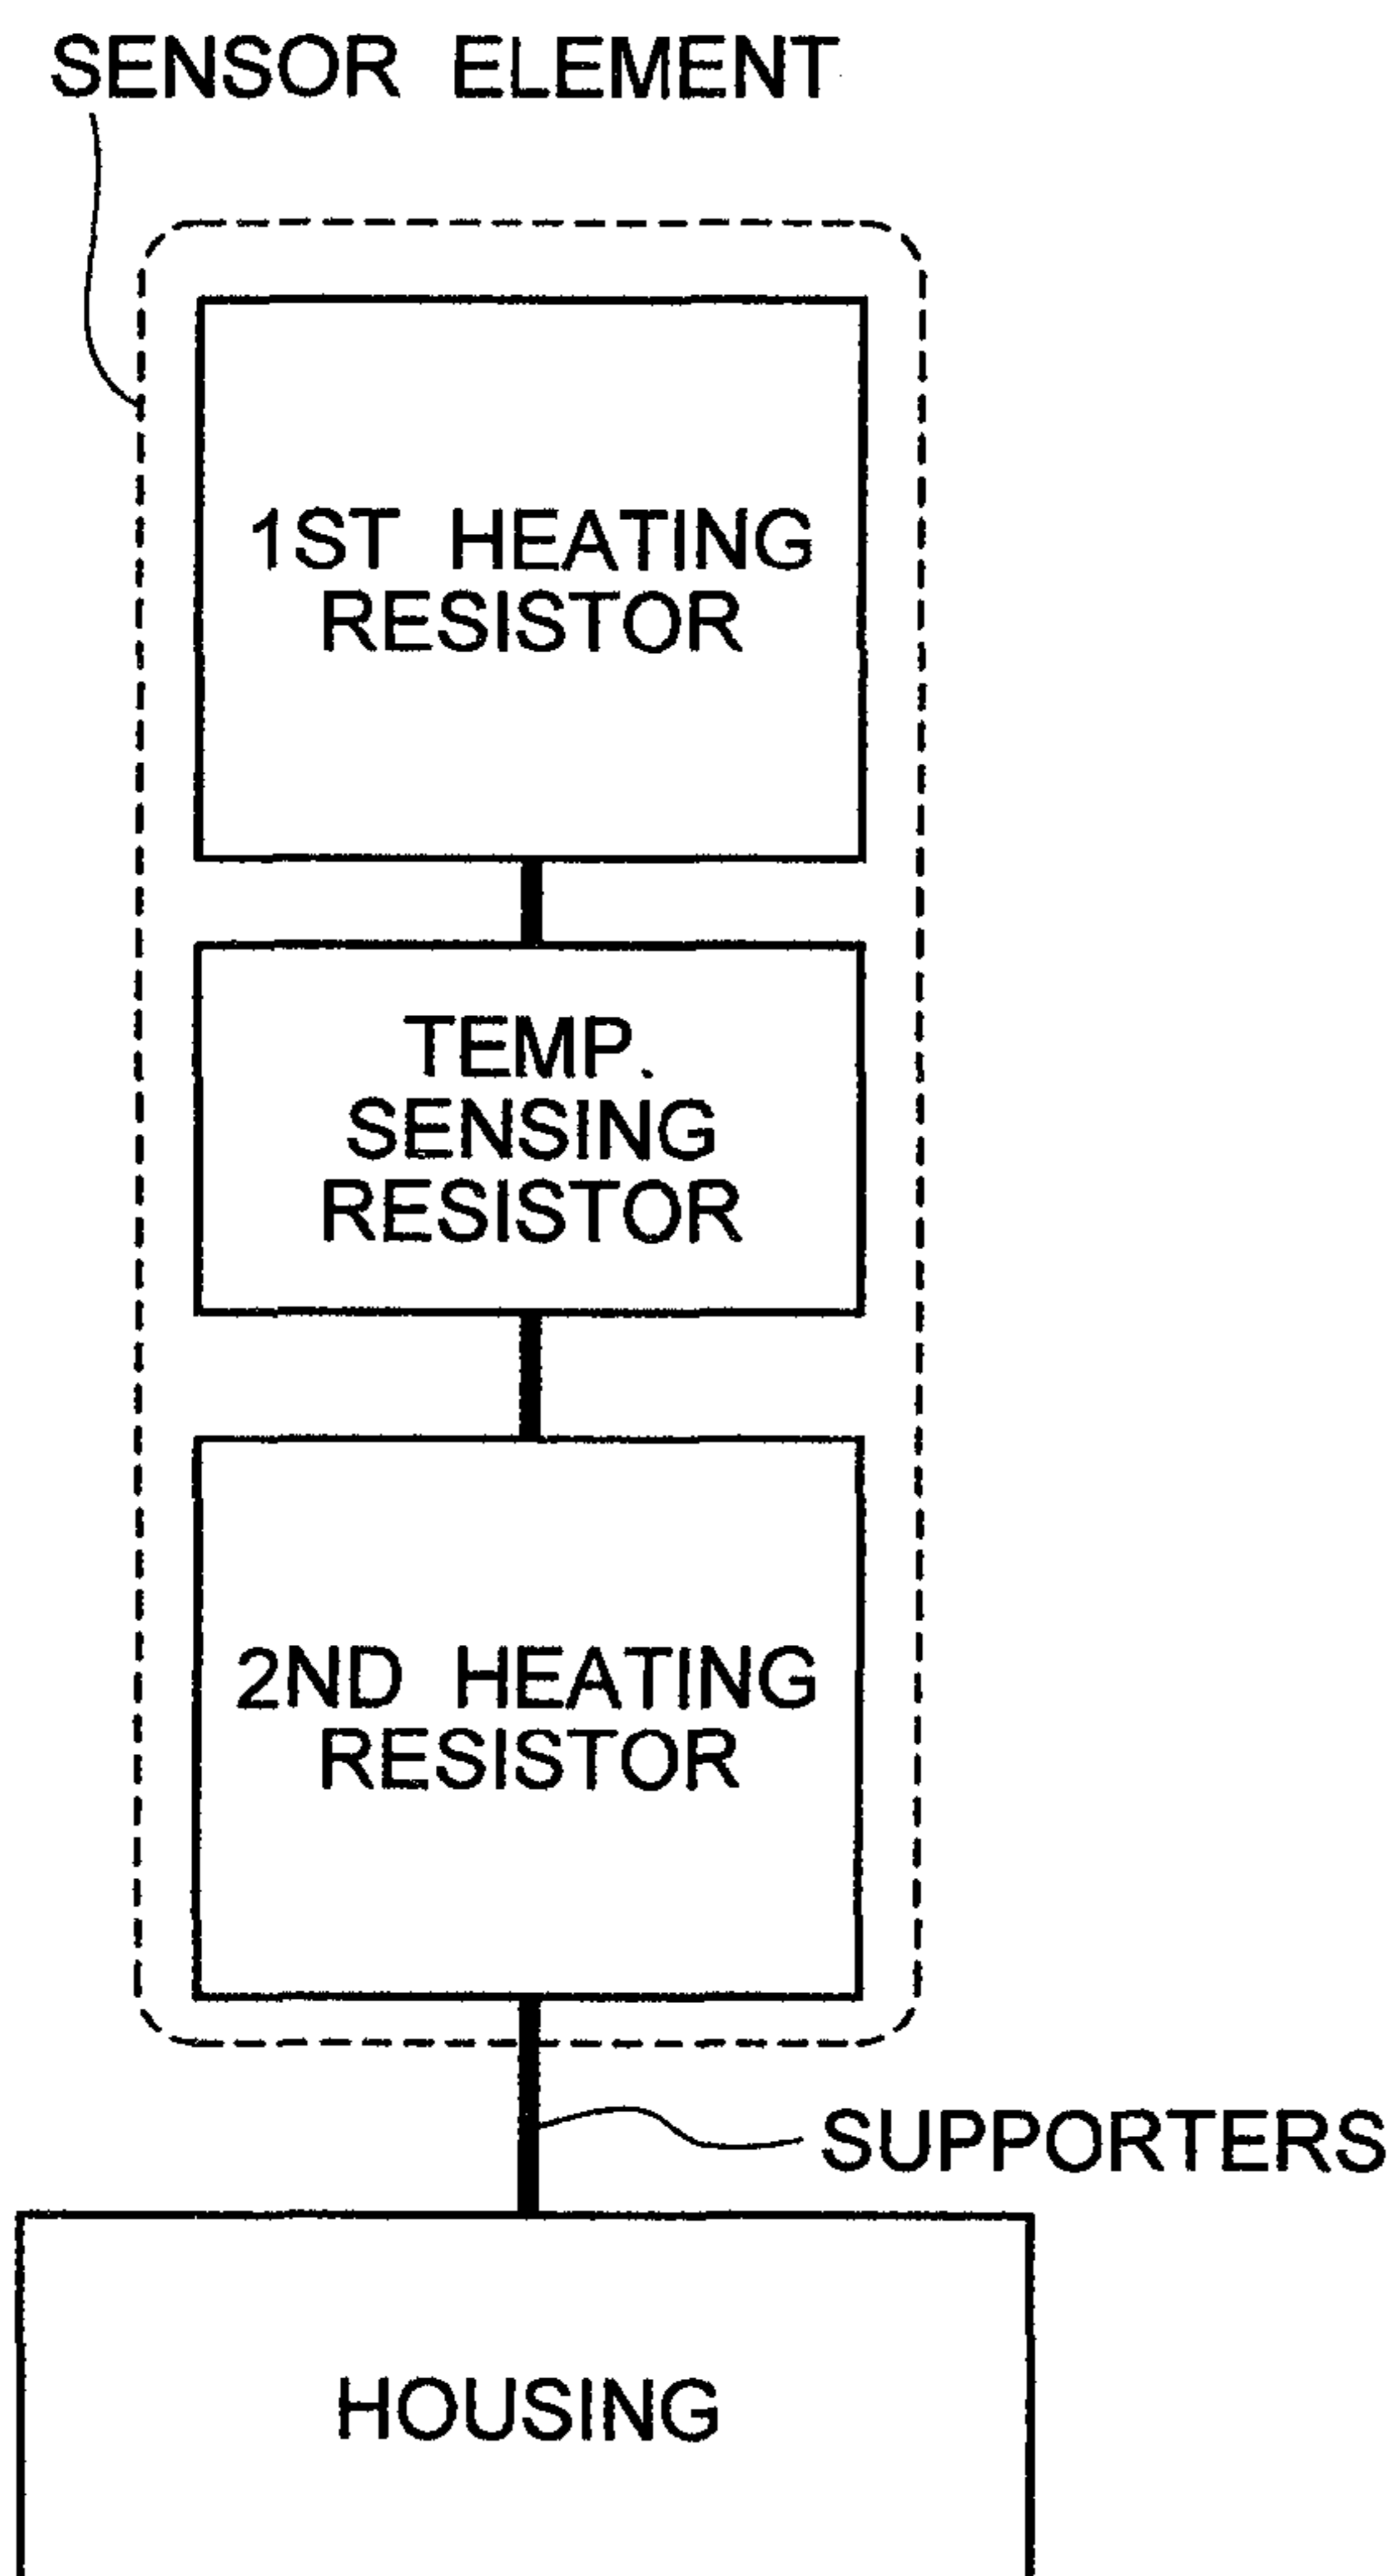 SENSOR ELEMENT
1ST HEATING
RESISTOR
TEMP.
SENSING
RESISTOR
2ND HEATING
RESISTOR
SUPPORTERS
HOUSING